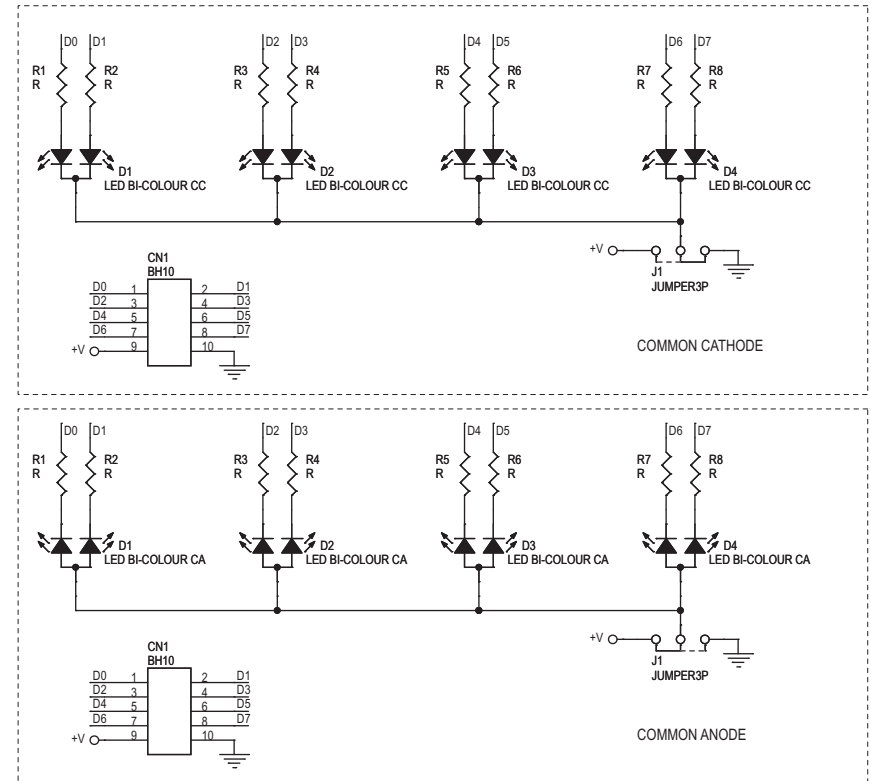 D0 D1 D2 D3 D4 D5 D6 D7
R1 R2 R3 R4 R5 R6 R7 R8
R R R R R R R R
D1 D2 D3 D4
LED BI-COLOUR CC LED BI-COLOUR CC LED BI-COLOUR CC LED BI-COLOUR CC
+V
J1
JUMPER3P
CN1
BH10
D0 1 2 D1
D2 3 4 D3
D4 5 6 D5
D6 7 8 D7
+V 9 10
COMMON CATHODE
D0 D1 D2 D3 D4 D5 D6 D7
R1 R2 R3 R4 R5 R6 R7 R8
R R R R R R R R
D1 D2 D3 D4
LED BI-COLOUR CA LED BI-COLOUR CA LED BI-COLOUR CA LED BI-COLOUR CA
+V
J1
JUMPER3P
CN1
BH10
D0 1 2 D1
D2 3 4 D3
D4 5 6 D5
D6 7 8 D7
+V 9 10
COMMON ANODE